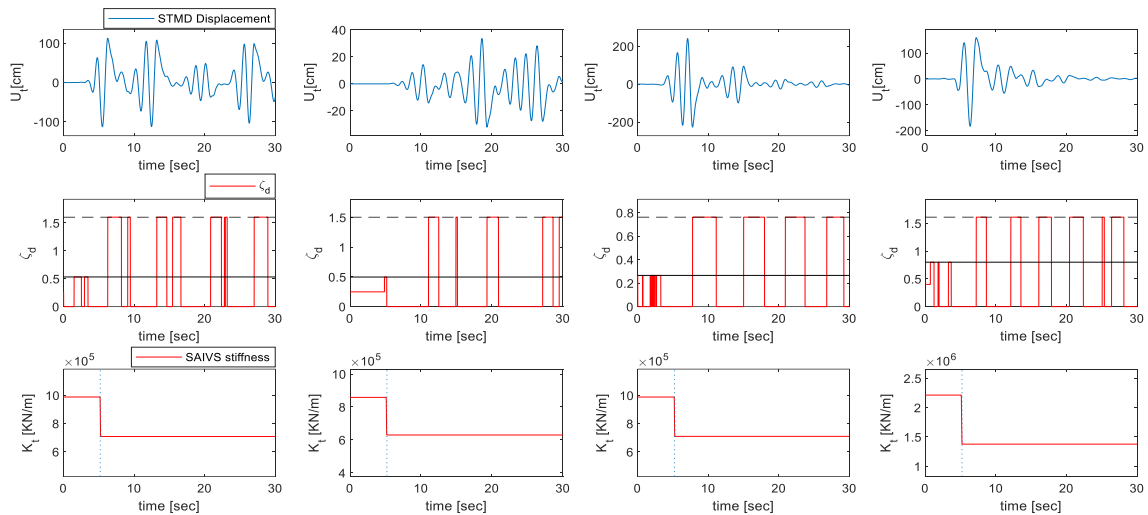 STMD Displacement
100
0
-100
U_t[cm]
0 10 20 30
time [sec]
40
20
0
-20
U_t[cm]
0 10 20 30
time [sec]
200
0
-200
U_t[cm]
0 10 20 30
time [sec]
100
0
-100
-200
U_t[cm]
0 10 20 30
time [sec]
ζ_d
1.5
1
0.5
0
ζ_d
0 10 20 30
time [sec]
1.5
1
0.5
0
ζ_d
0 10 20 30
time [sec]
0.8
0.6
0.4
0.2
0
ζ_d
0 10 20 30
time [sec]
1.5
1
0.5
0
ζ_d
0 10 20 30
time [sec]
×10^5
SAIVS stiffness
10
8
6
K_t [KN/m]
0 10 20 30
time [sec]
×10^5
10
8
6
4
K_t [KN/m]
0 10 20 30
time [sec]
×10^5
10
8
6
K_t [KN/m]
0 10 20 30
time [sec]
×10^6
2.5
2
1.5
1
K_t [KN/m]
0 10 20 30
time [sec]